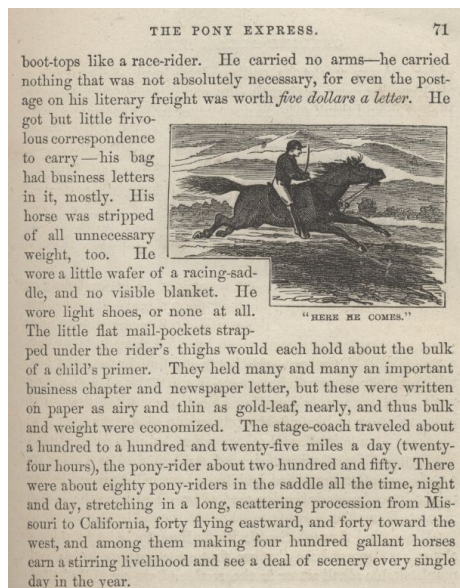 THE PONY EXPRESS. 71
boot-tops like a race-rider. He carried no arms—he carried
nothing that was not absolutely necessary, for even the post-
age on his literary freight was worth five dollars a letter. He
got but little frivo-
lous correspondence
to carry—his bag
had business letters
in it, mostly. His
horse was stripped
of all unnecessary
weight, too. He
wore a little wafer of a racing-sad-
dle, and no visible blanket. He
wore light shoes, or none at all.
The little flat mail-pockets strap-
"HERE HE COMES."
ped under the rider's thighs would each hold about the bulk
of a child's primer. They held many and many an important
business chapter and newspaper letter, but these were written
on paper as airy and thin as gold-leaf, nearly, and thus bulk
and weight were economized. The stage-coach traveled about
a hundred to a hundred and twenty-five miles a day (twenty-
four hours), the pony-rider about two hundred and fifty. There
were about eighty pony-riders in the saddle all the time, night
and day, stretching in a long, scattering procession from Mis-
souri to California, forty flying eastward, and forty toward the
west, and among them making four hundred gallant horses
earn a stirring livelihood and see a deal of scenery every single
day in the year.